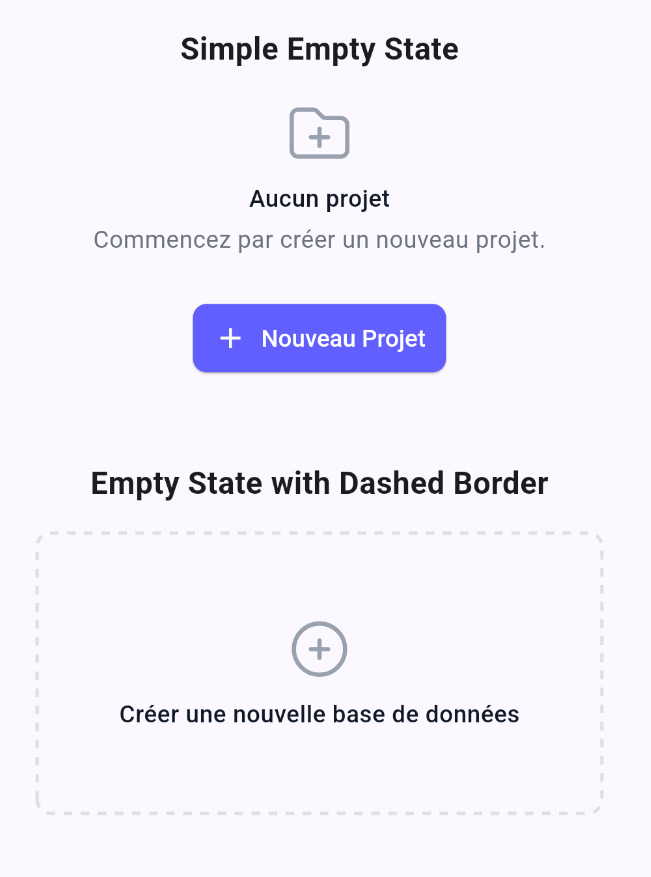 Simple Empty State
Aucun projet
Commencez par créer un nouveau projet.
Nouveau Projet
Empty State with Dashed Border
Créer une nouvelle base de données